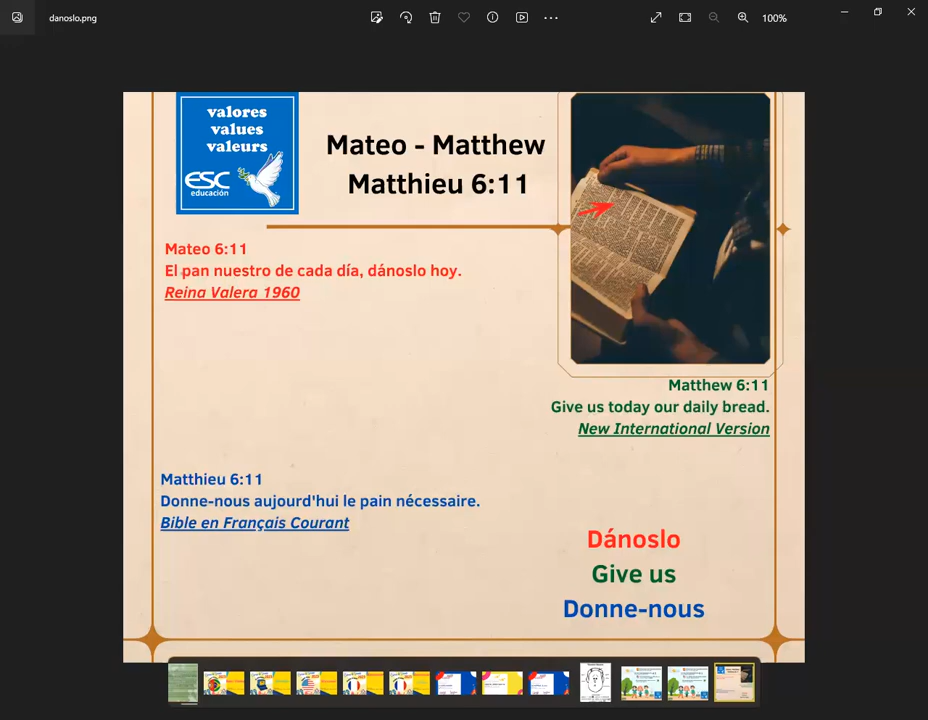 danoslo.png
100%
valores
values
valeurs
esc
educación
Mateo - Matthew
Matthieu 6:11
Mateo 6:11
El pan nuestro de cada día, dánoslo hoy.
Reina Valera 1960
Matthew 6:11
Give us today our daily bread.
New International Version
Matthieu 6:11
Donne-nous aujourd'hui le pain nécessaire.
Bible en Français Courant
Dánoslo
Give us
Donne-nous